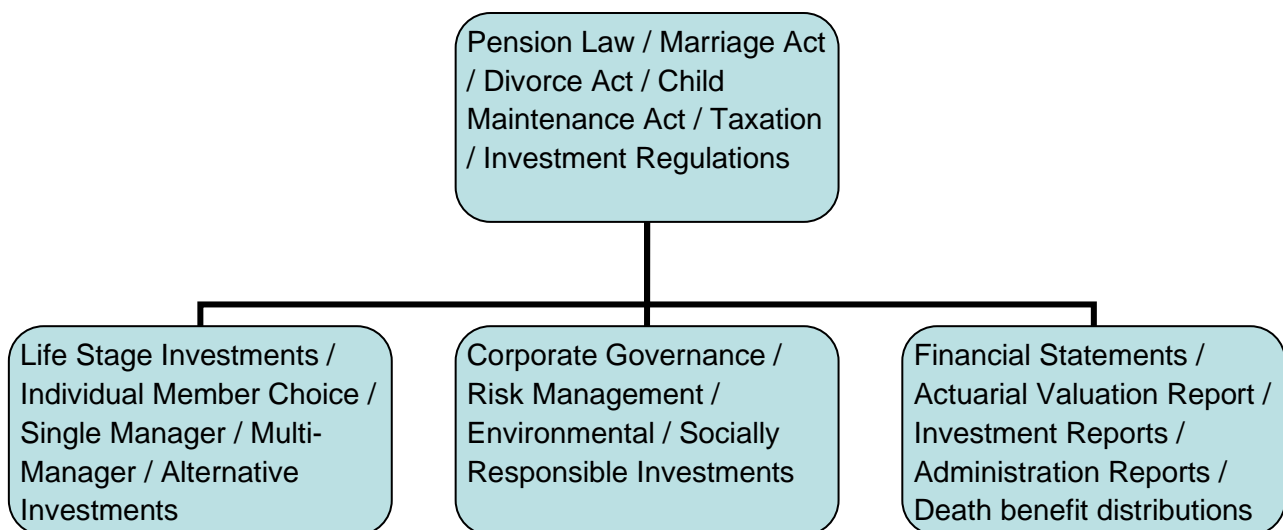 Pension Law / Marriage Act
/ Divorce Act / Child
Maintenance Act / Taxation
/ Investment Regulations
Life Stage Investments /
Individual Member Choice /
Single Manager / Multi-
Manager / Alternative
Investments
Corporate Governance /
Risk Management /
Environmental / Socially
Responsible Investments
Financial Statements /
Actuarial Valuation Report /
Investment Reports /
Administration Reports /
Death benefit distributions